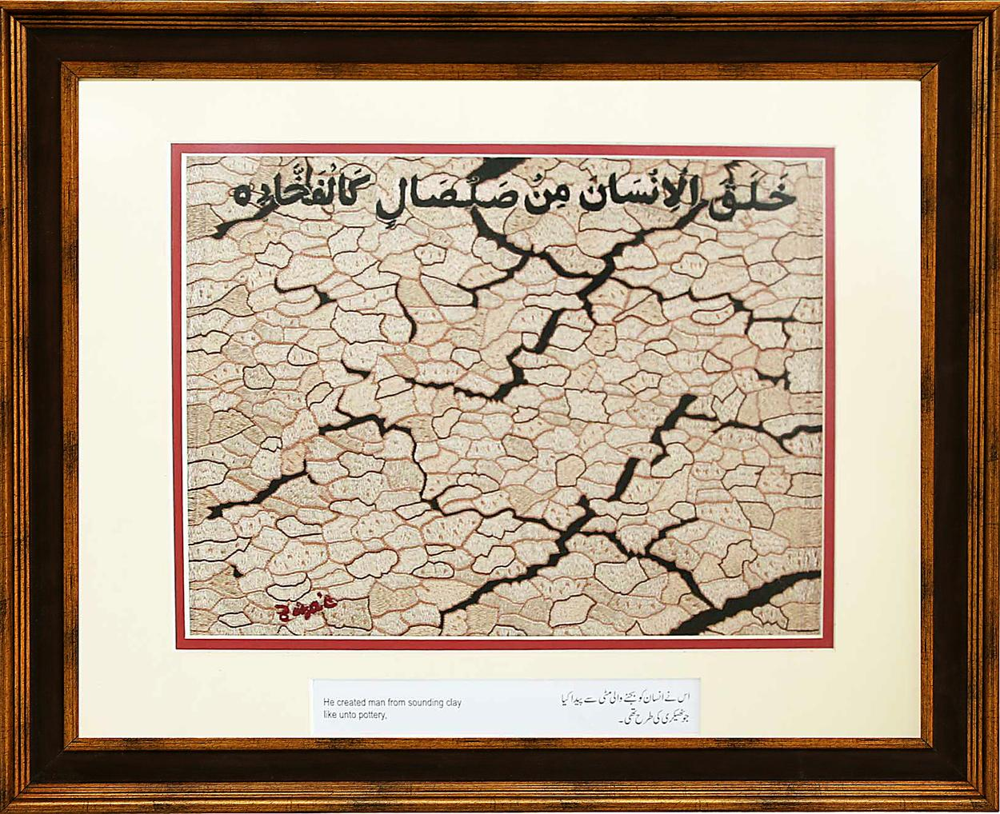 خَلَقَ الْاِنْسَانَ مِنْ صَلْصَالٍ كَالْفَخَّارِ ه
He created man from sounding clay
like unto pottery,
اس نے انسان کو بجنے والی مٹی سے پیدا کیا
جو ٹھیکری کی طرح تھی۔